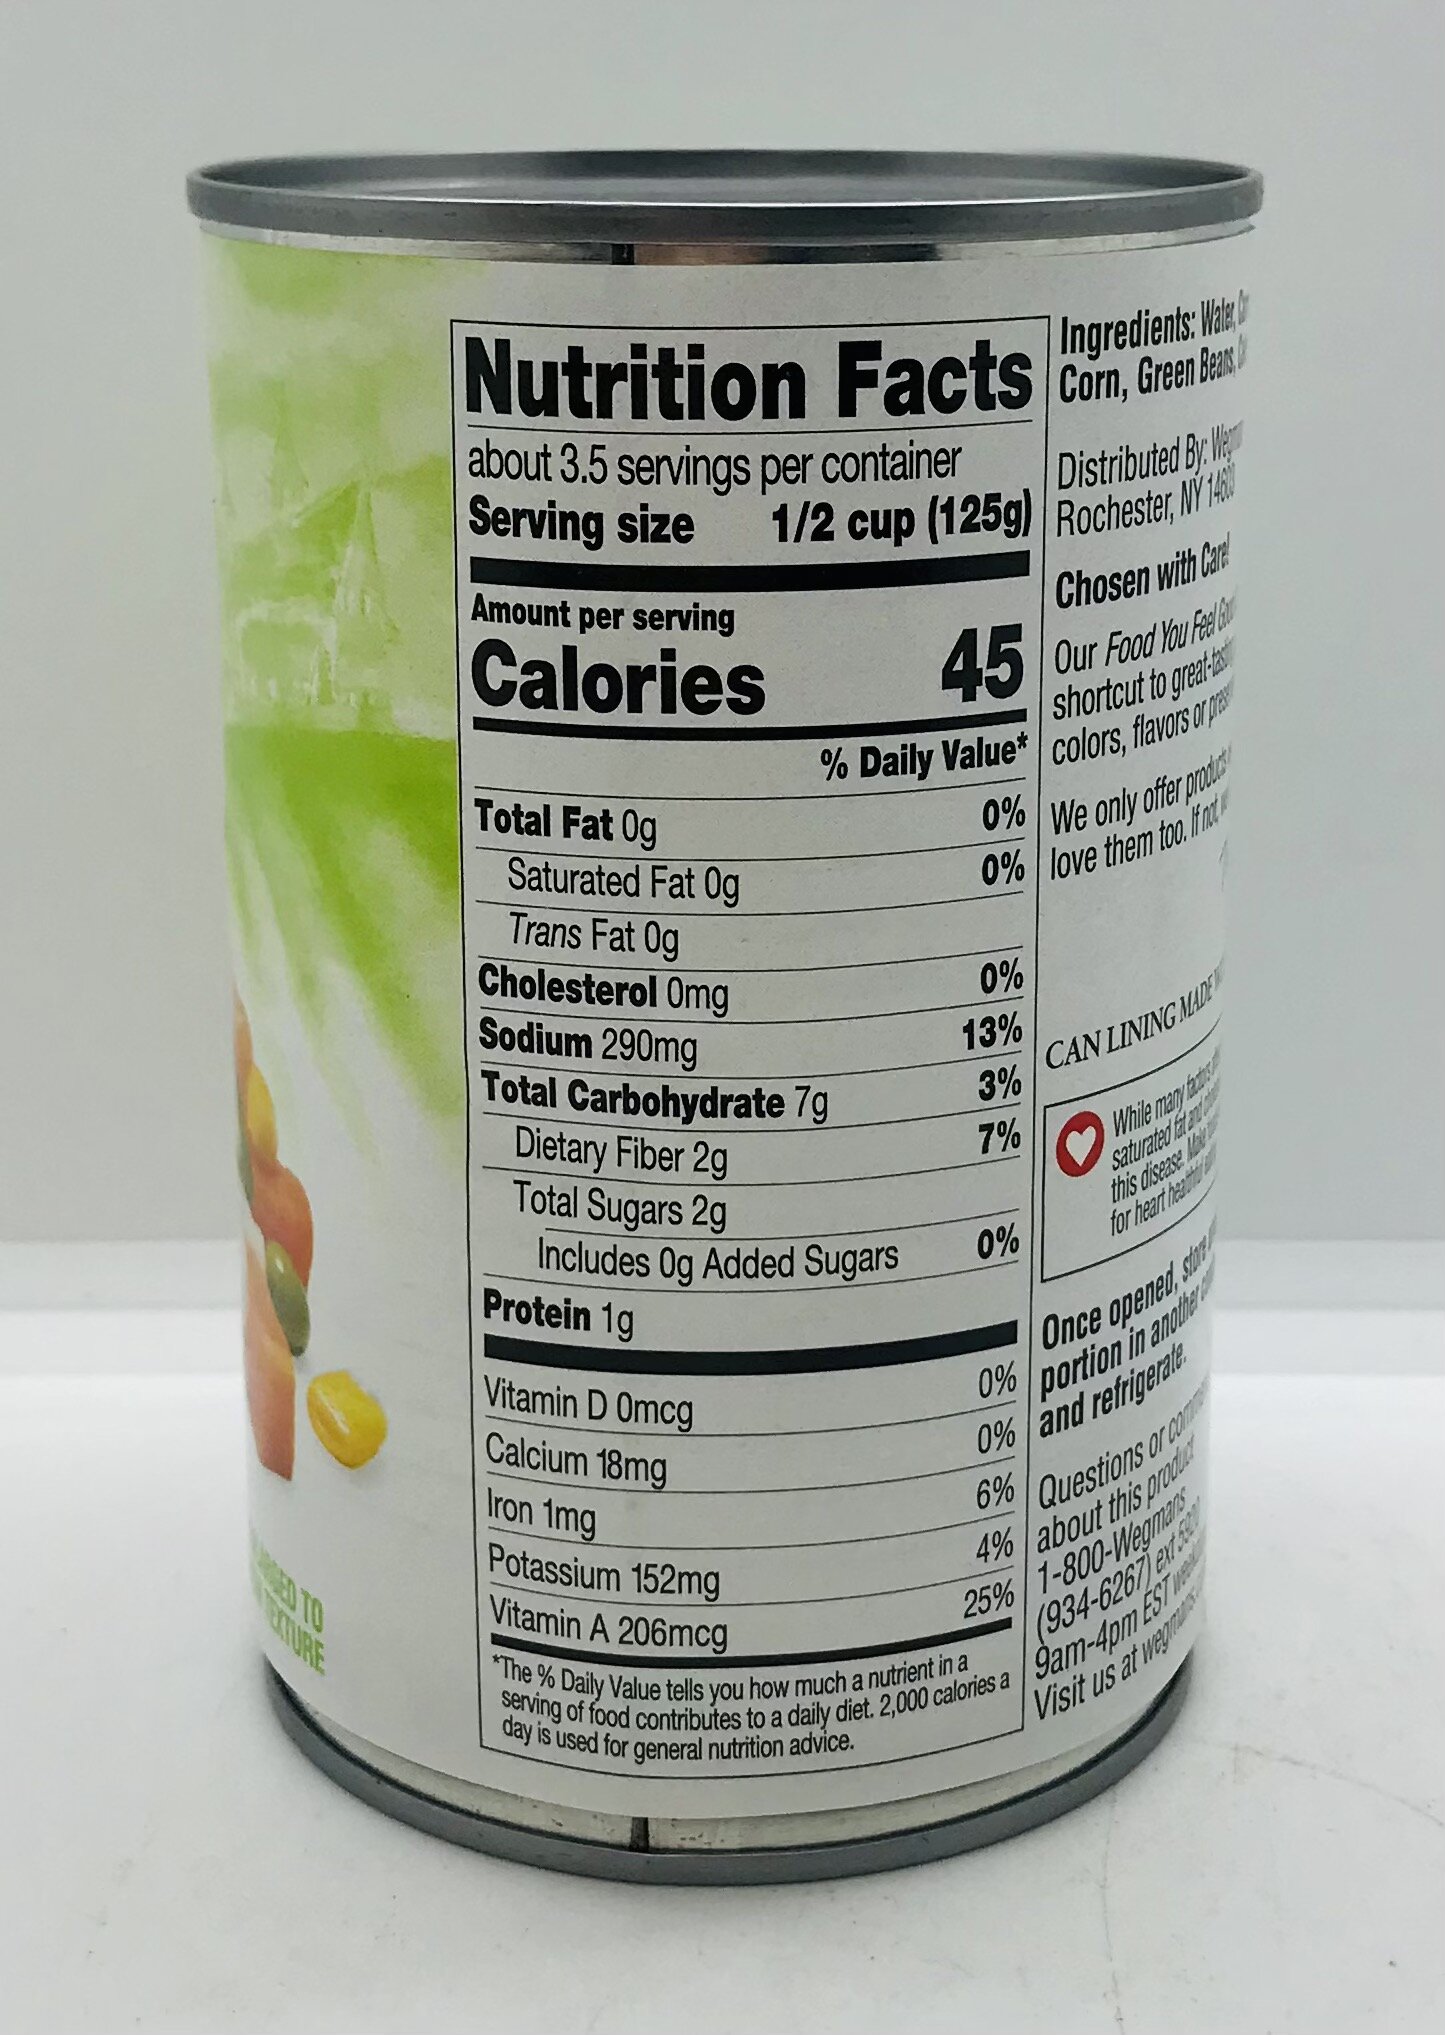 Nutrition Facts
about 3.5 servings per container
Serving size 1/2 cup (125g)
Amount per serving
Calories 45
% Daily Value*
Total Fat 0g 0%
Saturated Fat 0g 0%
Trans Fat 0g
Cholesterol 0mg 0%
Sodium 290mg 13%
Total Carbohydrate 7g 3%
Dietary Fiber 2g 7%
Total Sugars 2g
Includes 0g Added Sugars 0%
Protein 1g
Vitamin D 0mcg 0%
Calcium 18mg 0%
Iron 1mg 6%
Potassium 152mg 4%
Vitamin A 206mcg 25%
*The % Daily Value tells you how much a nutrient in a
serving of food contributes to a daily diet. 2,000 calories a
day is used for general nutrition advice.
Ingredients: Water,
Corn, Green Beans,
Distributed By:
Rochester, NY
Chosen with Care!
Our Food You Feel
shortcut to
colors, flavors or
We only offer products
love them too. If not,
CAN LINING MADE
While many factors
saturated fat and
this disease.
for heart
Once opened, store
portion in another
and refrigerate.
Questions or
about this product
1-800-Wegmans
(934-6267) ext
9am-4pm EST
Visit us at
TO
TEXTURE